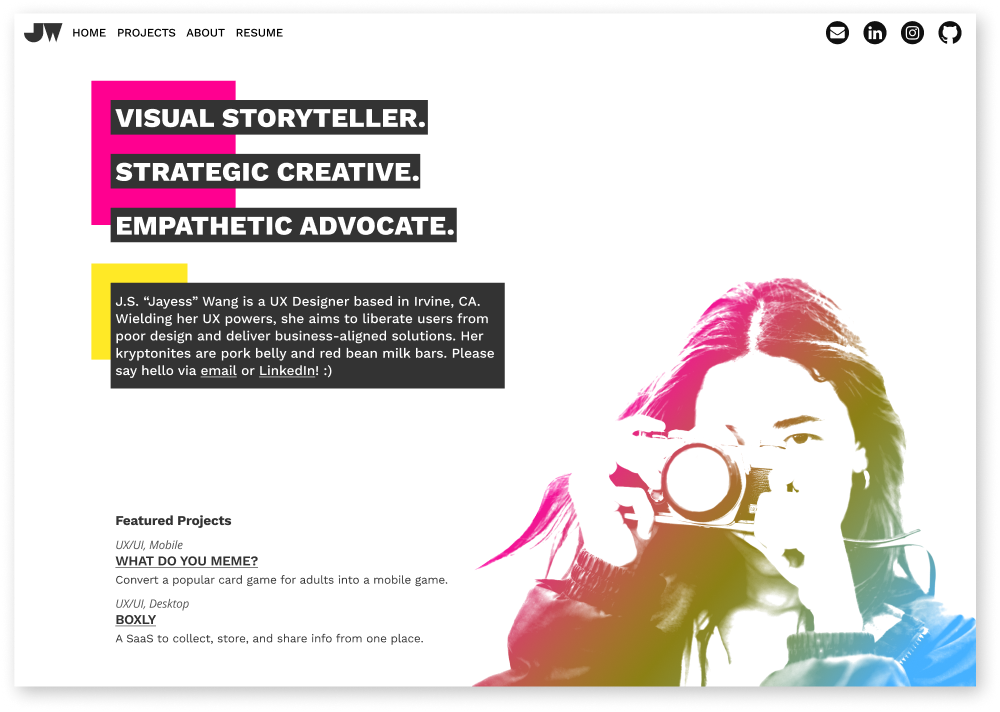 JW HOME PROJECTS ABOUT RESUME
VISUAL STORYTELLER.
STRATEGIC CREATIVE.
EMPATHETIC ADVOCATE.
J.S. “Jayess” Wang is a UX Designer based in Irvine, CA.
Wielding her UX powers, she aims to liberate users from
poor design and deliver business-aligned solutions. Her
kryptonites are pork belly and red bean milk bars. Please
say hello via email or LinkedIn! :)
Featured Projects
UX/UI, Mobile
WHAT DO YOU MEME?
Convert a popular card game for adults into a mobile game.
UX/UI, Desktop
BOXLY
A SaaS to collect, store, and share info from one place.